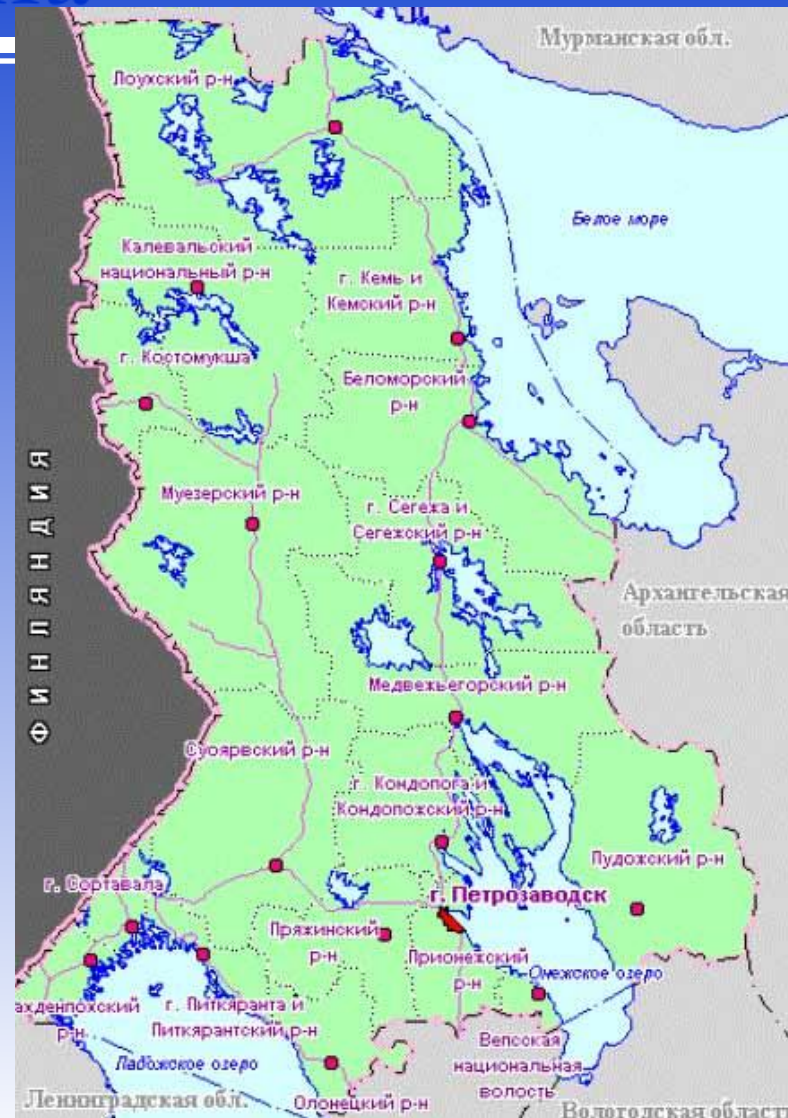 Мурманская обл.
Лоухский р-н
Белое море
Калевальский
национальный р-н
г. Кемь и
Кемский р-н
г. Костомукша
Беломорский
р-н
ФИНЛЯНДИЯ
Муезерский р-н
г. Сегежа и
Сегежский р-н
Архангельская
область
Медвежьегорский р-н
Суоярвский р-н
г. Кондопога и
Кондопожский р-н
Пудожский р-н
г. Сортавала
г. Петрозаводск
Пряжинский
р-н
Прионежский
р-н
Онежское озеро
ахденпохский
р-н
г. Питкяранта и
Питкярантский р-н
Вепсская
национальная
волость
Ладожское озеро
Ленинградская обл.
Олонецкий р-н
Вологодская область